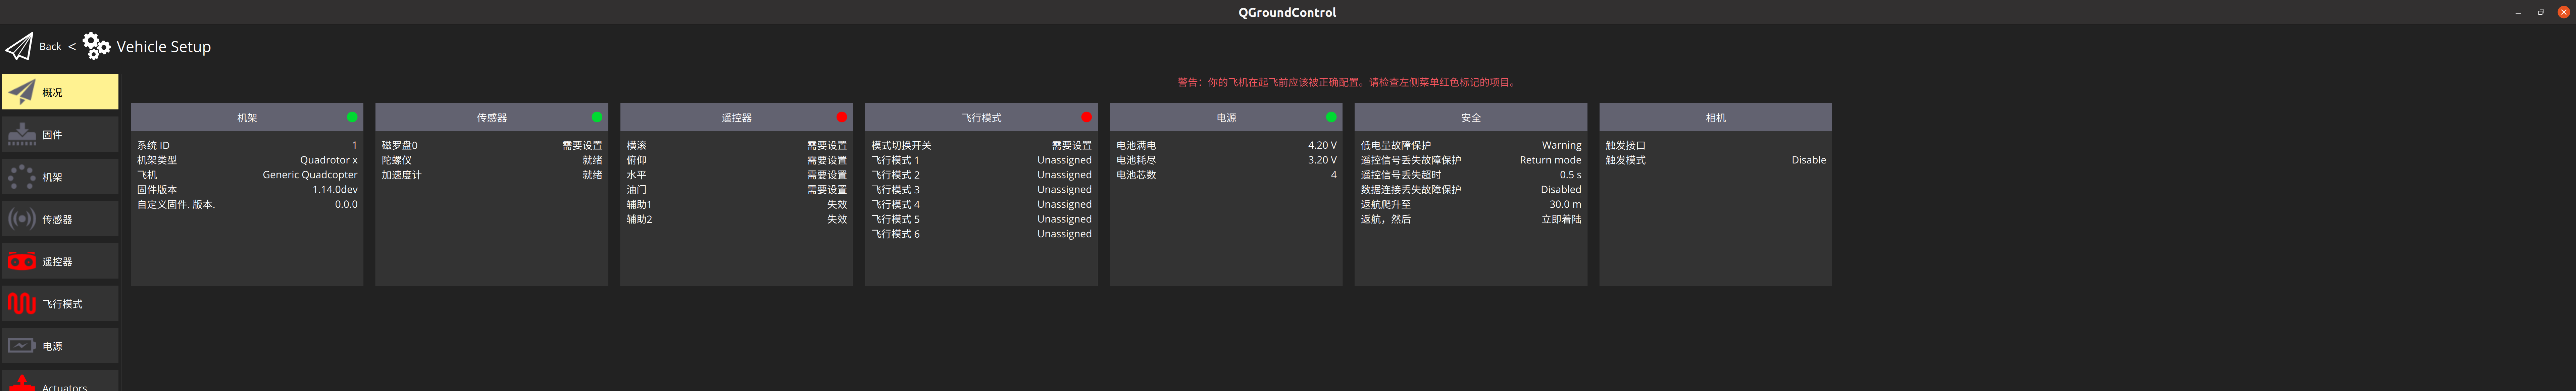 QGroundControl
Back < Vehicle Setup
警告：你的飞机在起飞前应该被正确配置。请检查左侧菜单红色标记的项目。
概况
固件
机架
传感器
遥控器
飞行模式
电源
Actuators
机架
系统 ID 1
机架类型 Quadrotor x
飞机 Generic Quadcopter
固件版本 1.14.0dev
自定义固件. 版本. 0.0.0
传感器
磁罗盘0 需要设置
陀螺仪 就绪
加速度计 就绪
遥控器
横滚 需要设置
俯仰 需要设置
水平 需要设置
油门 需要设置
辅助1 失效
辅助2 失效
飞行模式
模式切换开关 需要设置
飞行模式 1 Unassigned
飞行模式 2 Unassigned
飞行模式 3 Unassigned
飞行模式 4 Unassigned
飞行模式 5 Unassigned
飞行模式 6 Unassigned
电源
电池满电 4.20 V
电池耗尽 3.20 V
电池芯数 4
安全
低电量故障保护 Warning
遥控信号丢失故障保护 Return mode
遥控信号丢失超时 0.5 s
数据连接丢失故障保护 Disabled
返航爬升至 30.0 m
返航，然后 立即着陆
相机
触发接口
触发模式 Disable